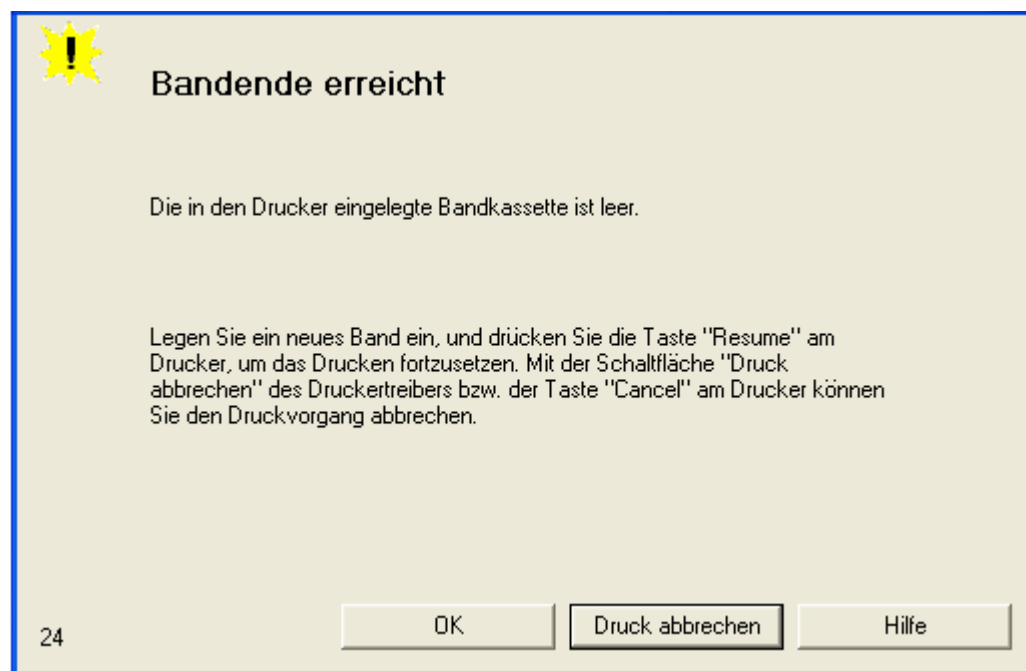 Bandende erreicht
Die in den Drucker eingelegte Bandkassette ist leer.
Legen Sie ein neues Band ein, und drücken Sie die Taste "Resume" am
Drucker, um das Drucken fortzusetzen. Mit der Schaltfläche "Druck
abbrechen" des Druckertreibers bzw. der Taste "Cancel" am Drucker können
Sie den Druckvorgang abbrechen.
24
OK
Druck abbrechen
Hilfe